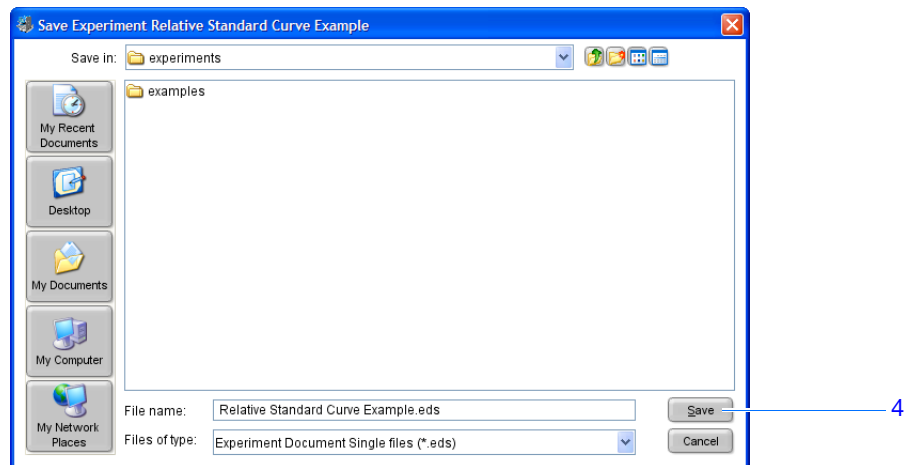 Save Experiment Relative Standard Curve Example
Save in: experiments
examples
My Recent
Documents
Desktop
My Documents
My Computer
My Network
Places
File name: Relative Standard Curve Example.eds
Save
4
Files of type: Experiment Document Single files (*.eds)
Cancel